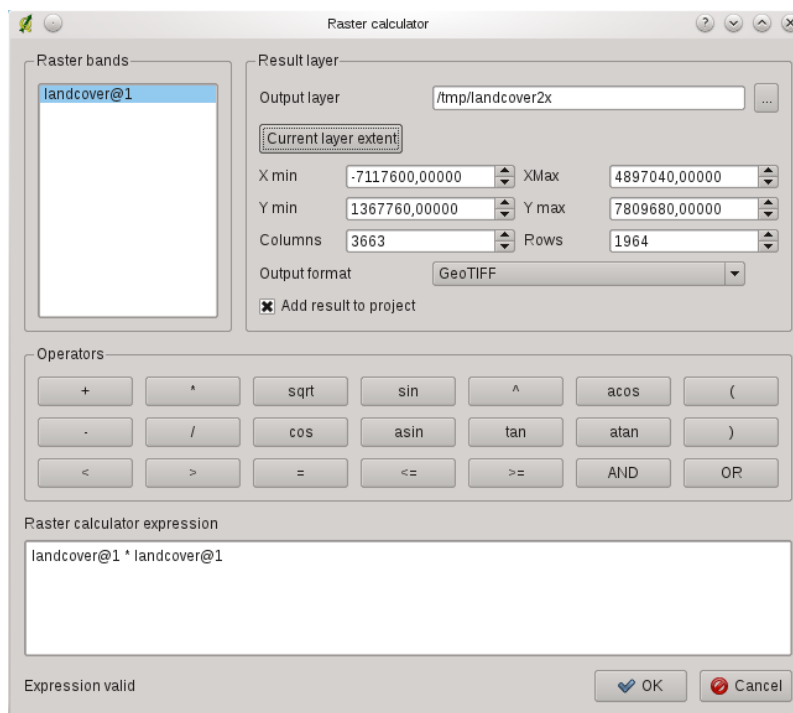 Raster calculator
Raster bands
landcover@1
Result layer
Output layer /tmp/landcover2x ...
Current layer extent
X min -7117600,00000 XMax 4897040,00000
Y min 1367760,00000 Y max 7809680,00000
Columns 3663 Rows 1964
Output format GeoTIFF
Add result to project
Operators
+ * sqrt sin ^ acos (
- / cos asin tan atan )
< > = <= >= AND OR
Raster calculator expression
landcover@1 * landcover@1
Expression valid OK Cancel